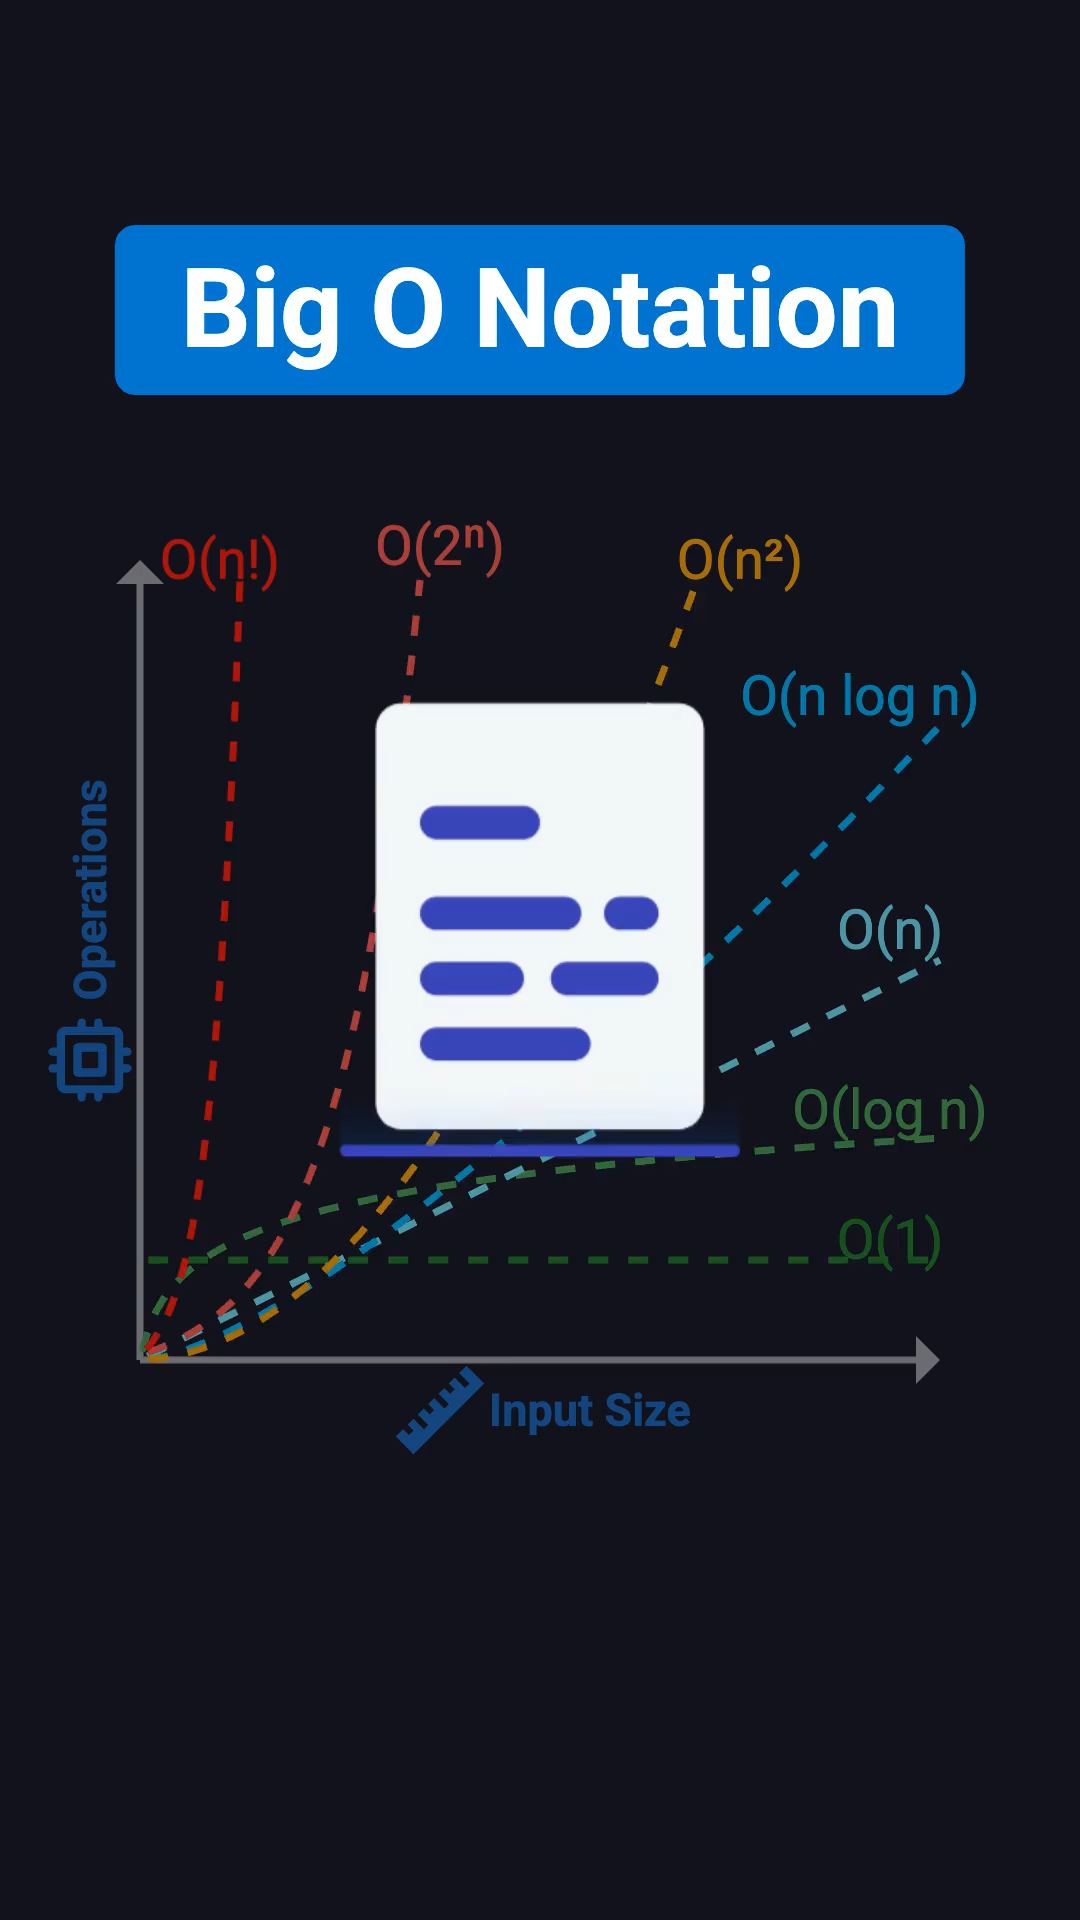 Big O Notation
O(n!)
O(2ⁿ)
O(n²)
O(n log n)
O(n)
O(log n)
O(1)
Operations
Input Size